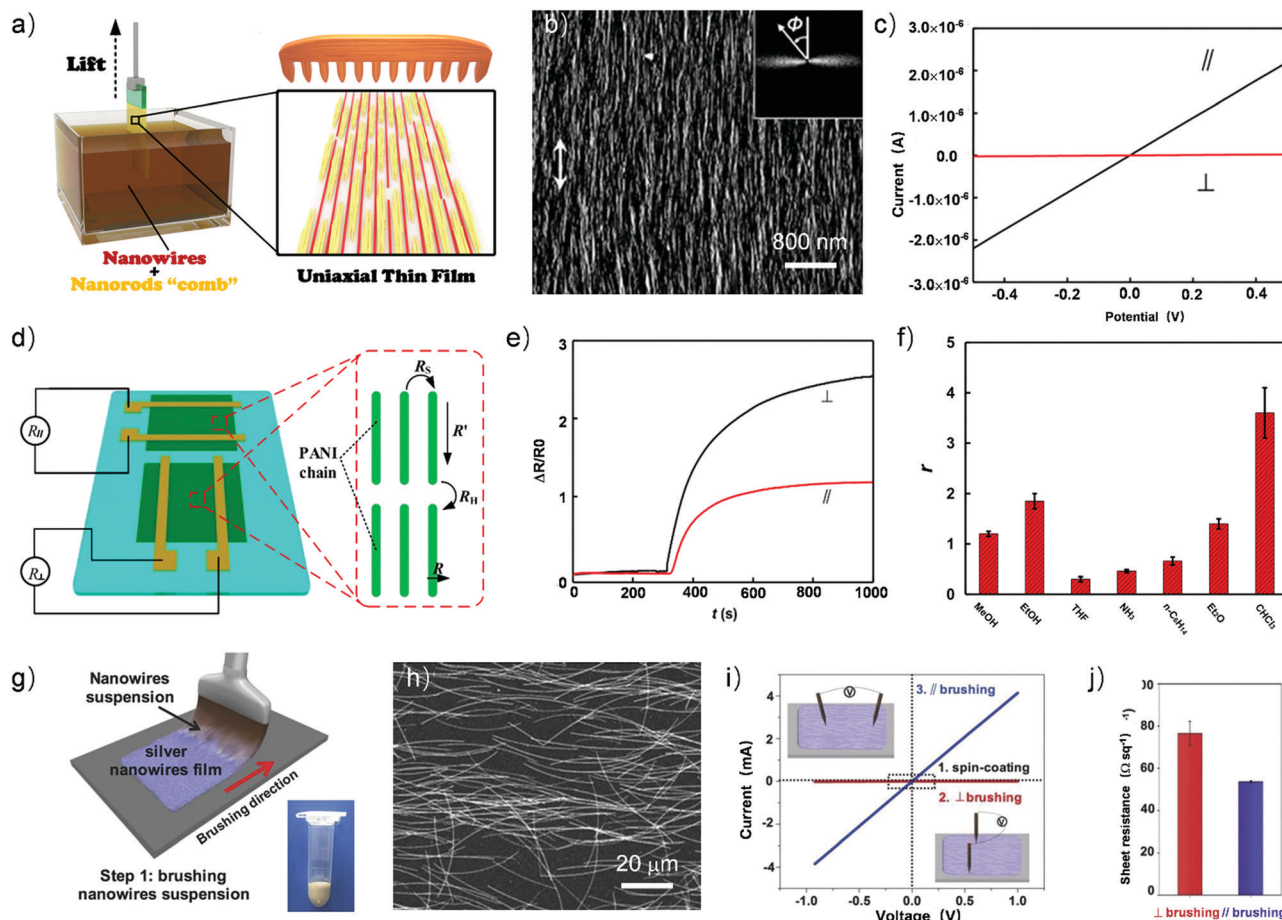 a)
Lift
Nanowires
+
Nanorods "comb"
Uniaxial Thin Film
b)
Φ
800 nm
c)
3.0×10⁻⁶
2.0×10⁻⁶
1.0×10⁻⁶
0.0
-1.0×10⁻⁶
-2.0×10⁻⁶
-3.0×10⁻⁶
Current (A)
//
⊥
-0.4
-0.2
0.0
0.2
0.4
Potential (V)
d)
R//
R⊥
PANI
chain
RS
R'
RH
R
e)
3
2
1
0
ΔR/R0
⊥
//
0
200
400
600
800
1000
t (s)
f)
5
4
3
2
1
0
r
MeOH
EtOH
THF
NH₃
n-C₆H₁₄
Et₂O
CHCl₃
g)
Nanowires
suspension
silver
nanowires film
Brushing direction
Step 1: brushing
nanowires suspension
h)
20 μm
i)
4
2
0
-2
-4
Current (mA)
V
3. // brushing
1. spin-coating
2. ⊥ brushing
V
-1.0
-0.5
0.0
0.5
1.0
Voltage (V)
j)
80
60
40
20
0
Sheet resistance (Ω sq⁻¹)
-1)
⊥ brushing // brushing